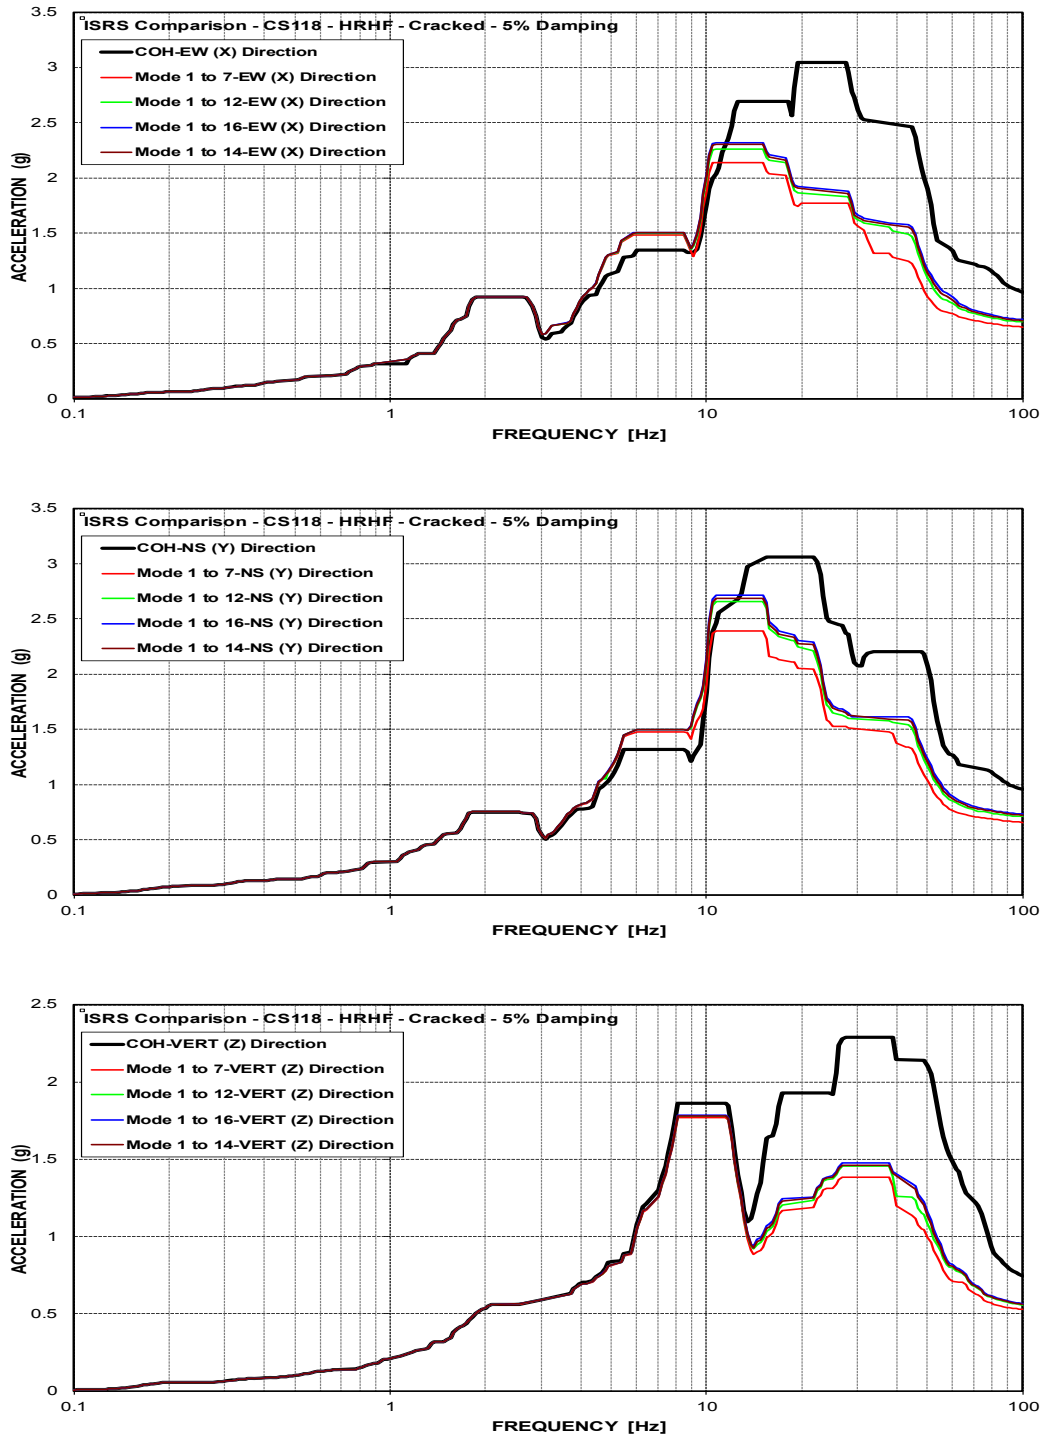 ISRS Comparison - CS118 - HRHF - Cracked - 5% Damping
COH-EW (X) Direction
Mode 1 to 7-EW (X) Direction
Mode 1 to 12-EW (X) Direction
Mode 1 to 16-EW (X) Direction
Mode 1 to 14-EW (X) Direction
3.5
3
2.5
2
1.5
1
0.5
0
ACCELERATION (g)
0.1 1 10 100
FREQUENCY [Hz]
ISRS Comparison - CS118 - HRHF - Cracked - 5% Damping
COH-NS (Y) Direction
Mode 1 to 7-NS (Y) Direction
Mode 1 to 12-NS (Y) Direction
Mode 1 to 16-NS (Y) Direction
Mode 1 to 14-NS (Y) Direction
3.5
3
2.5
2
1.5
1
0.5
0
ACCELERATION (g)
0.1 1 10 100
FREQUENCY [Hz]
ISRS Comparison - CS118 - HRHF - Cracked - 5% Damping
COH-VERT (Z) Direction
Mode 1 to 7-VERT (Z) Direction
Mode 1 to 12-VERT (Z) Direction
Mode 1 to 16-VERT (Z) Direction
Mode 1 to 14-VERT (Z) Direction
2.5
2
1.5
1
0.5
0
ACCELERATION (g)
0.1 1 10 100
FREQUENCY [Hz]